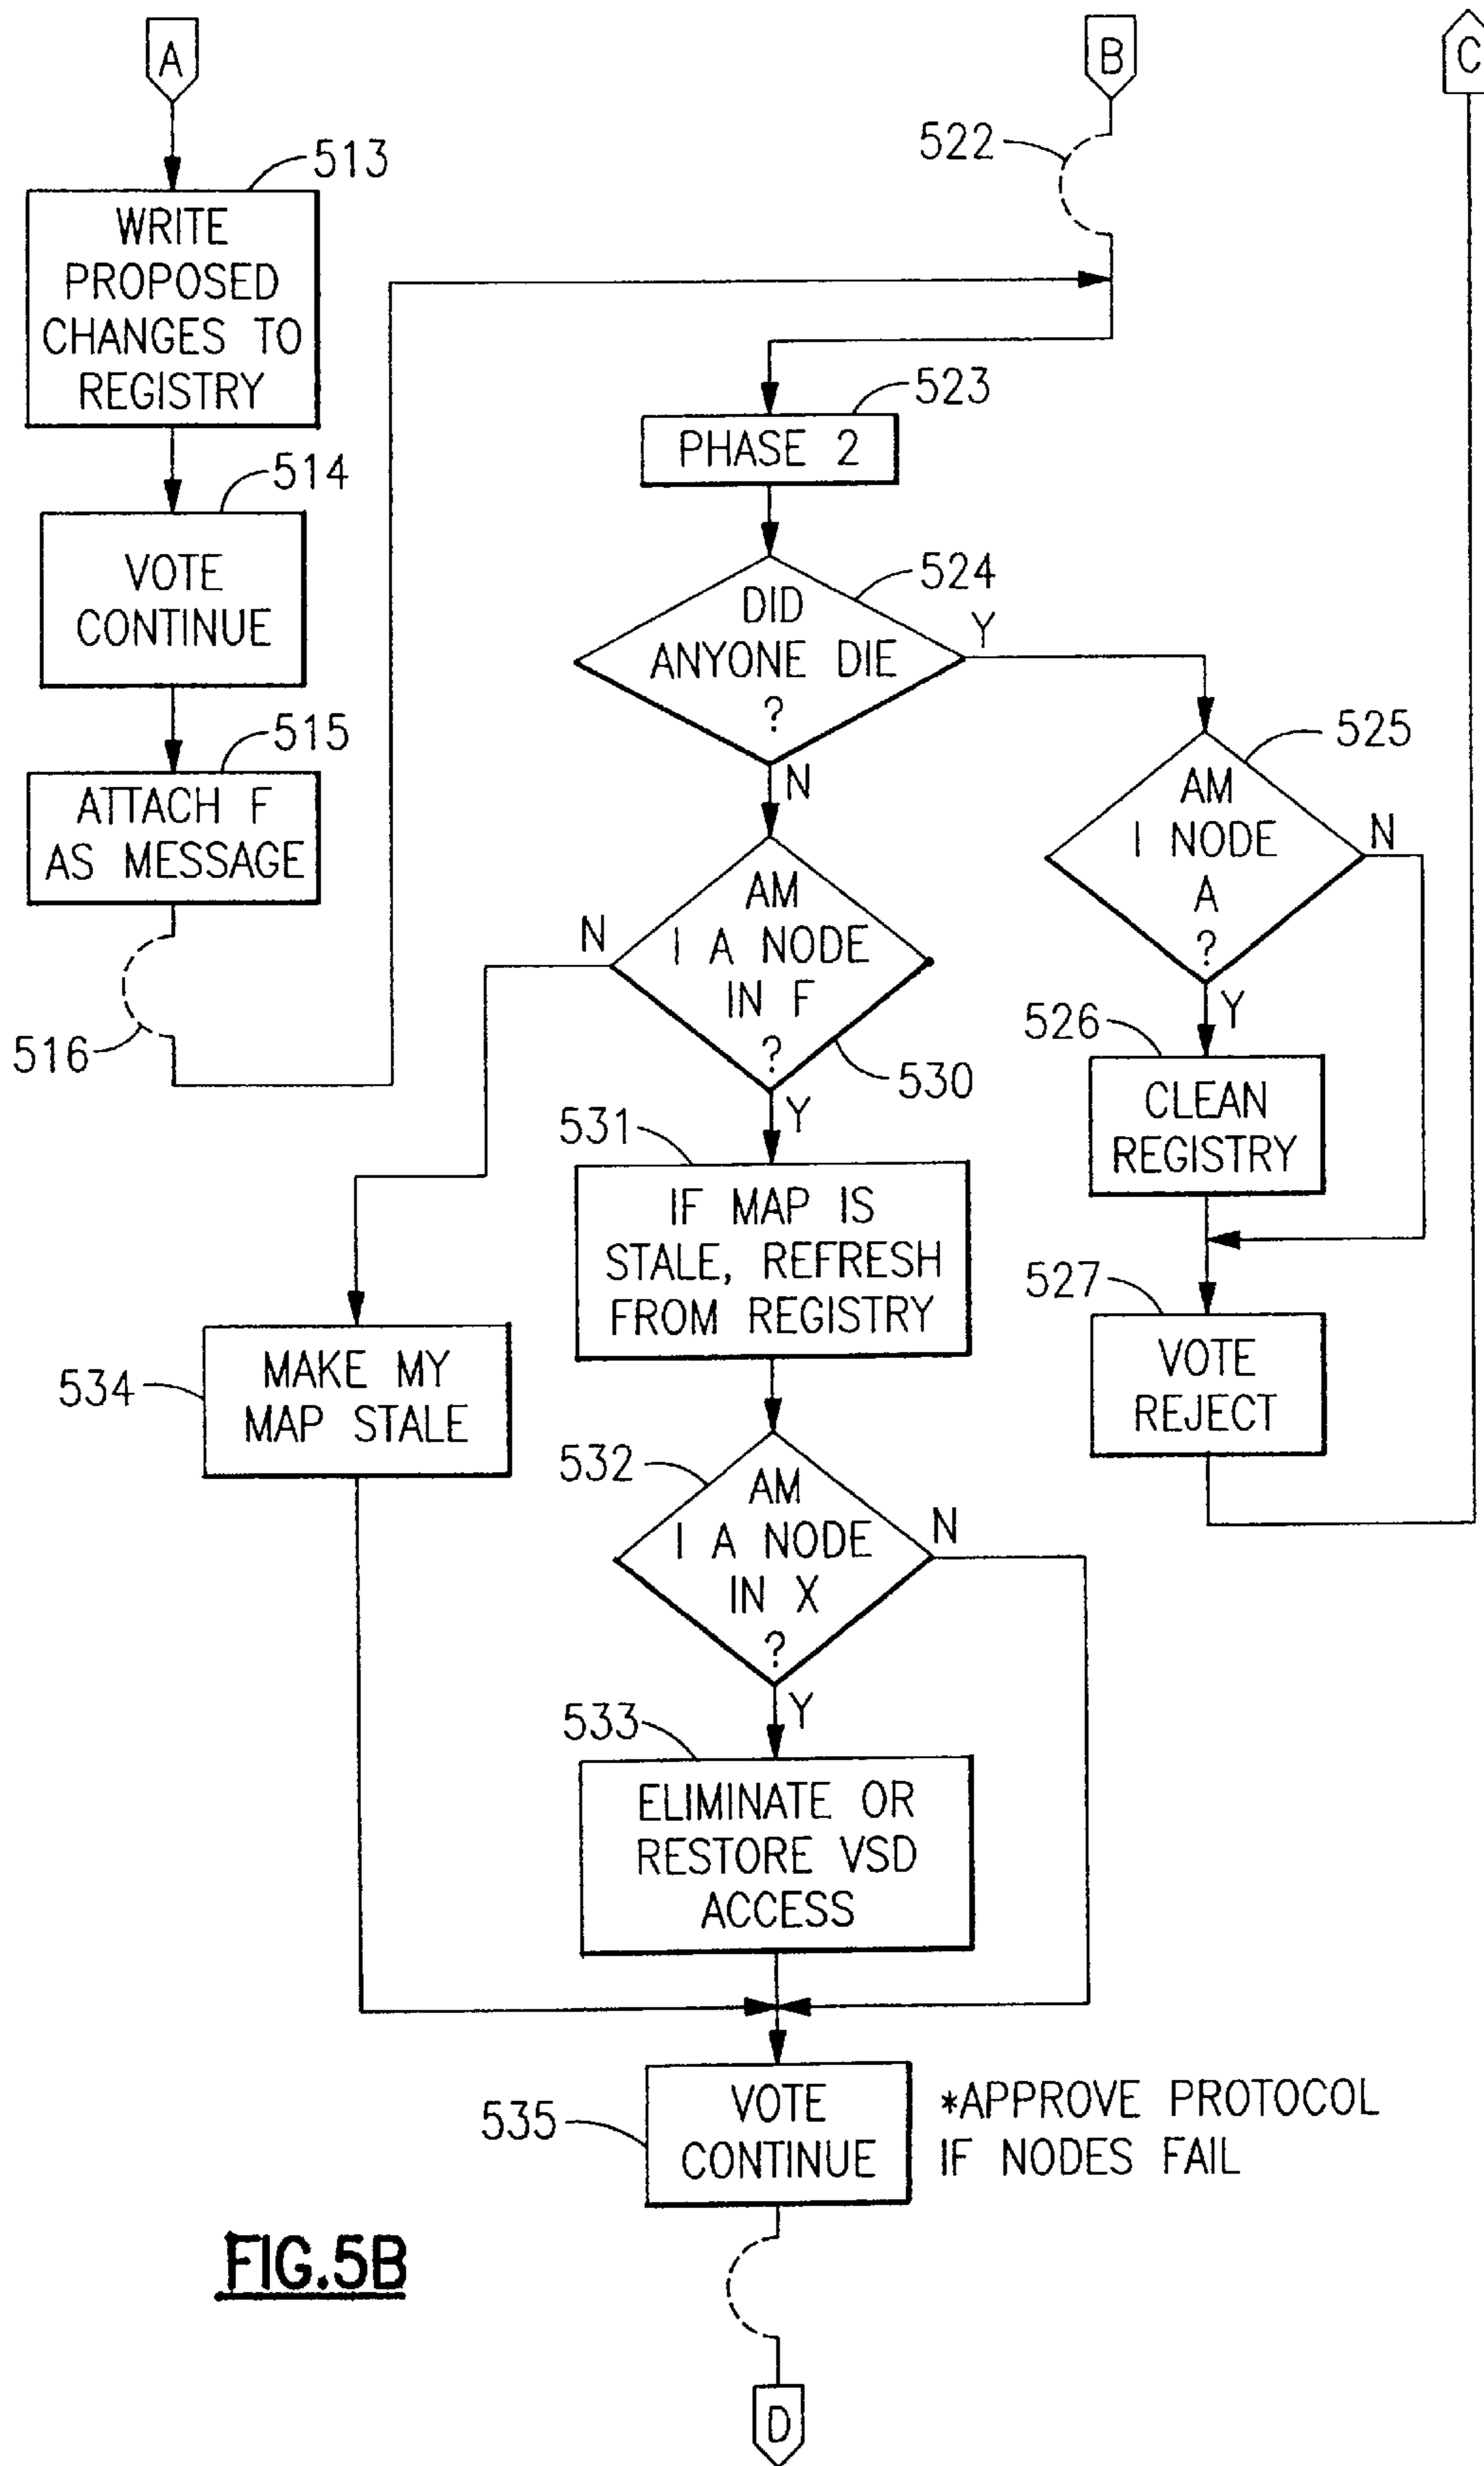 A
B
C
513
WRITE
PROPOSED
CHANGES TO
REGISTRY
514
VOTE
CONTINUE
515
ATTACH F
AS MESSAGE
516
522
523
PHASE 2
524
DID
ANYONE DIE
?
Y
N
525
AM
I NODE
A
?
N
Y
526
CLEAN
REGISTRY
527
VOTE
REJECT
AM
I A NODE
IN F
?
N
530
Y
531
IF MAP IS
STALE, REFRESH
FROM REGISTRY
534
MAKE MY
MAP STALE
532
AM
I A NODE
IN X
?
N
Y
533
ELIMINATE OR
RESTORE VSD
ACCESS
535
VOTE
CONTINUE
*APPROVE PROTOCOL
IF NODES FAIL
FIG.5B
D